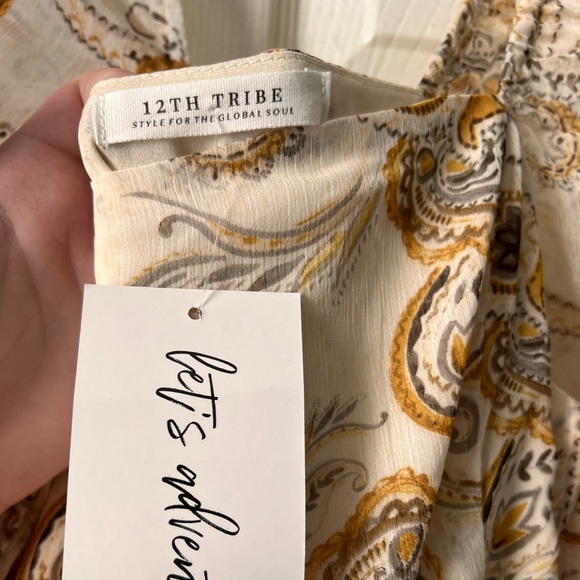 12TH TRIBE
STYLE FOR THE GLOBAL SOUL
let's